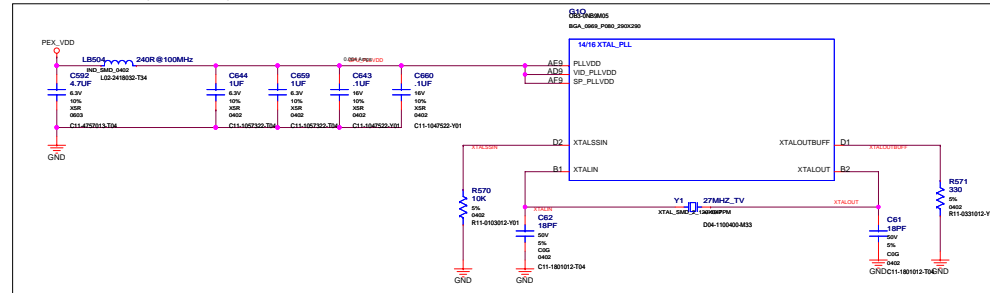 G1O
BGA_0969_P080_290X290
14/16 XTAL_PLL
PEX_VDD
LB504 240R@100MHz
IND_SMD_0402
L02-2418032-T34
AE9 PLLVDD
AD9 VID_PLLVDD
AF9 SP_PLLVDD
C592
4.7UF
6.3V
10%
X5R
0603
C11-4757013-T04
C644
1UF
6.3V
10%
X5R
0402
C11-1057322-T04
C659
1UF
6.3V
10%
X5R
0402
C11-1057322-T04
C643
.1UF
16V
10%
X5R
0402
C11-1047522-Y01
C660
.1UF
16V
10%
X5R
0402
C11-1047522-Y01
GND
XTALSSIN
D2 XTALSSIN
XTALOUTBUFF D1
XTALOUTBUFF
B1 XTALIN
XTALOUT B2
R570
10K
5%
0402
R11-0103012-Y01
GND
XTALIN
C62
18PF
50V
5%
C0G
0402
C11-1801012-T04
GND
Y1 27MHZ_TV
D04-1100400-M33
XTALOUT
C61
18PF
50V
5%
C0G
0402
C11-1801012-T04
GND
R571
330
5%
0402
R11-0331012-Y
GND